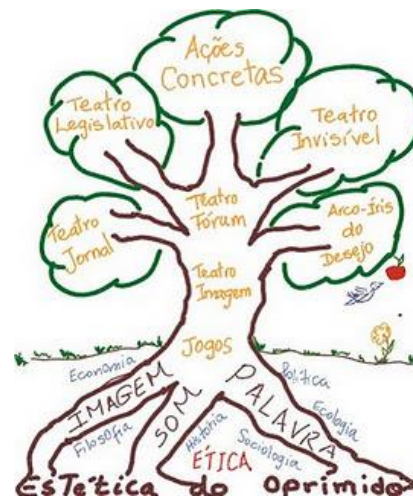 Ações
Concretas
Teatro
Legislativo
Teatro
Invisível
Teatro
Fórum
Teatro
Jornal
Arco-Íris
do
Desejo
Teatro
Imagem
Jogos
Economia
Política
IMAGEM
SOM
PALAVRA
Ecologia
Filosofia
História
Sociologia
ÉTICA
EsTética do Oprimido